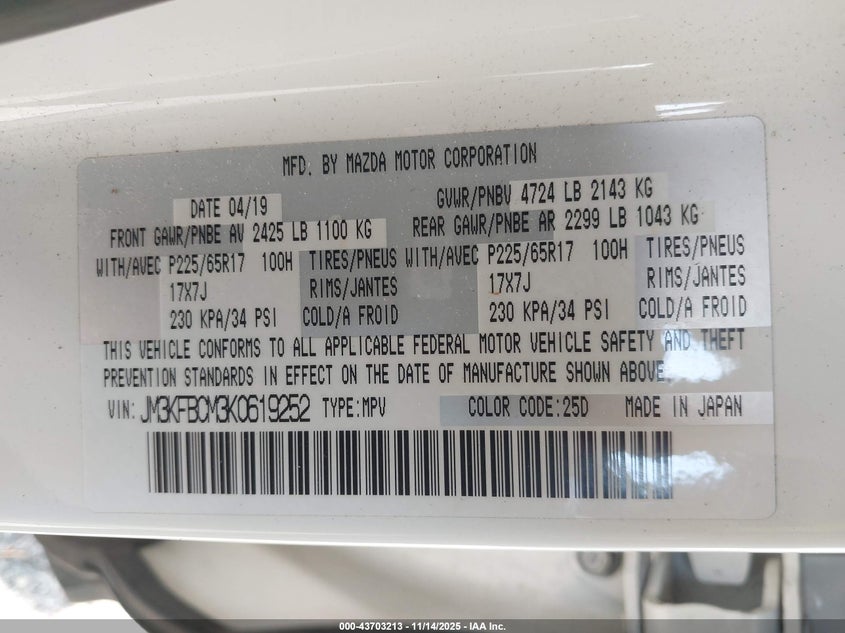 MFD. BY MAZDA MOTOR CORPORATION
DATE 04/19 GVWR/PNBV 4724 LB 2143 KG
FRONT GAWR/PNBE AV 2425 LB 1100 KG REAR GAWR/PNBE AR 2299 LB 1043 KG
WITH/AVEC P225/65R17 100H TIRES/PNEUS WITH/AVEC P225/65R17 100H TIRES/PNEUS
17X7J RIMS/JANTES 17X7J RIMS/JANTES
230 KPA/34 PSI COLD/A FROID 230 KPA/34 PSI COLD/A FROID
THIS VEHICLE CONFORMS TO ALL APPLICABLE FEDERAL MOTOR VEHICLE SAFETY AND THEFT
PREVENTION STANDARDS IN EFFECT ON THE DATE OF MANUFACTURE SHOWN ABOVE.
VIN: JM3KFBCM3K0619252 TYPE:MPV COLOR CODE:25D MADE IN JAPAN
000-43703213 - 11/14/2025 - IAA Inc.